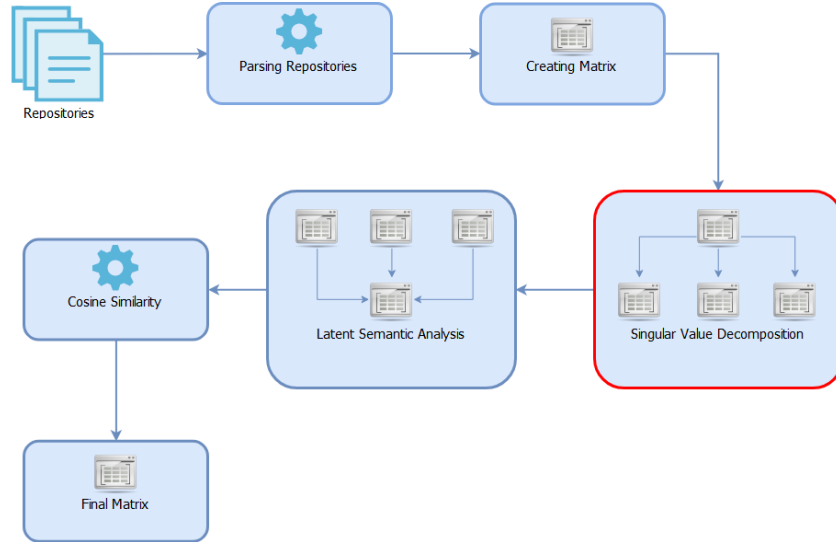 Repositories
Parsing Repositories
Creating Matrix
Singular Value Decomposition
Latent Semantic Analysis
Cosine Similarity
Final Matrix